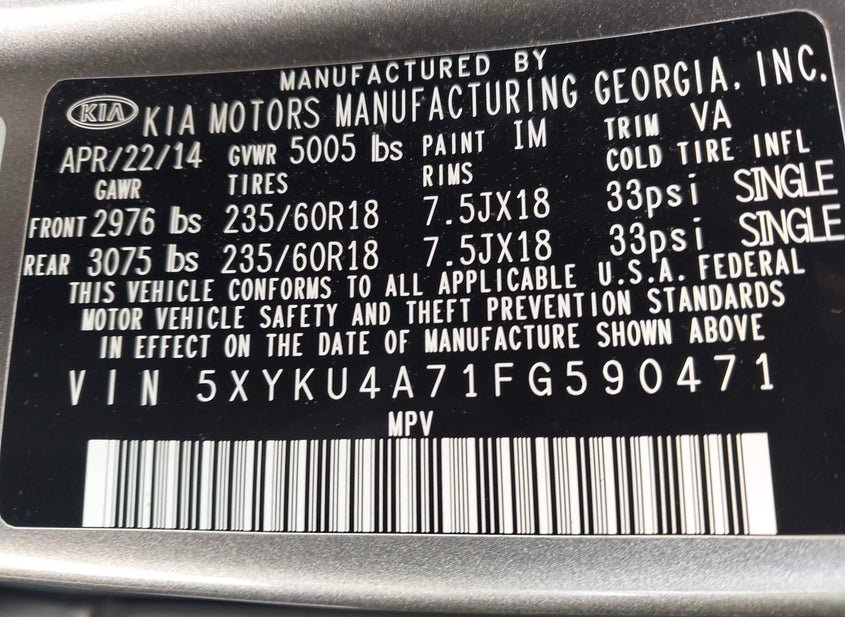 MANUFACTURED BY
KIA KIA MOTORS MANUFACTURING GEORGIA, INC.
APR/22/14 GVWR 5005 lbs PAINT IM TRIM VA
GAWR TIRES RIMS COLD TIRE INFL
FRONT 2976 lbs 235/60R18 7.5JX18 33psi SINGLE
REAR 3075 lbs 235/60R18 7.5JX18 33psi SINGLE
THIS VEHICLE CONFORMS TO ALL APPLICABLE U.S.A. FEDERAL
MOTOR VEHICLE SAFETY AND THEFT PREVENTION STANDARDS
IN EFFECT ON THE DATE OF MANUFACTURE SHOWN ABOVE
VIN 5XYKU4A71FG590471
MPV